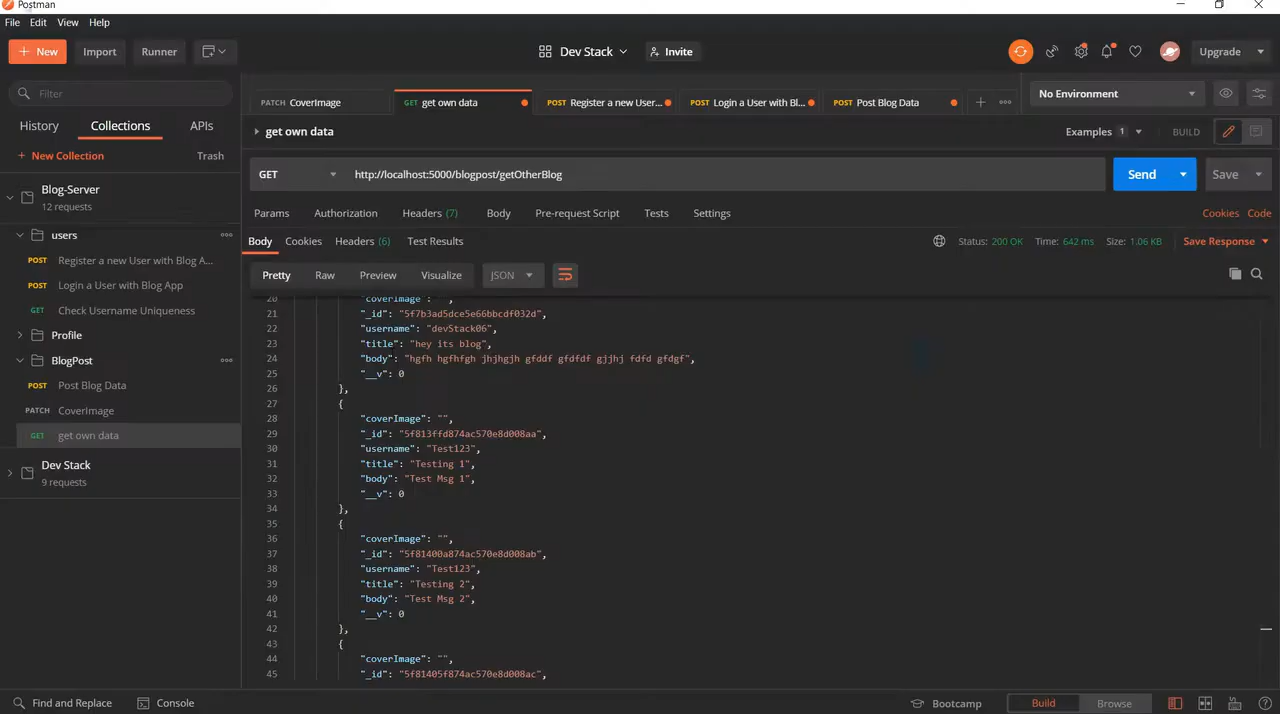 Postman
File Edit View Help
+ New Import Runner Dev Stack Invite Upgrade
Filter
History Collections APIs
+ New Collection Trash
Blog-Server
12 requests
users
POST Register a new User with Blog A...
POST Login a User with Blog App
GET Check Username Uniqueness
Profile
BlogPost
POST Post Blog Data
PATCH CoverImage
GET get own data
Dev Stack
9 requests
PATCH CoverImage GET get own data POST Register a new User... POST Login a User with Bl... POST Post Blog Data + No Environment
get own data Examples 1 BUILD
GET http://localhost:5000/blogpost/getOtherBlog Send Save
Params Authorization Headers (7) Body Pre-request Script Tests Settings Cookies Code
Body Cookies Headers (6) Test Results Status: 200 OK Time: 642 ms Size: 1.06 KB Save Response
Pretty Raw Preview Visualize JSON
20 "coverImage": "",
21 "_id": "5f7b3ad5dce5e66bbcdf032d",
22 "username": "devStack06",
23 "title": "hey its blog",
24 "body": "hgfh hgfhfgh jhjhgjh gfddf gfdfdf gjjhj fdfd gfdgf",
25 "__v": 0
26 },
27 {
28 "coverImage": "",
29 "_id": "5f813ffd874ac570e8d008aa",
30 "username": "Test123",
31 "title": "Testing 1",
32 "body": "Test Msg 1",
33 "__v": 0
34 },
35 {
36 "coverImage": "",
37 "_id": "5f81400a874ac570e8d008ab",
38 "username": "Test123",
39 "title": "Testing 2",
40 "body": "Test Msg 2",
41 "__v": 0
42 },
43 {
44 "coverImage": "",
45 "_id": "5f81405f874ac570e8d008ac",
Find and Replace Console Bootcamp Build Browse